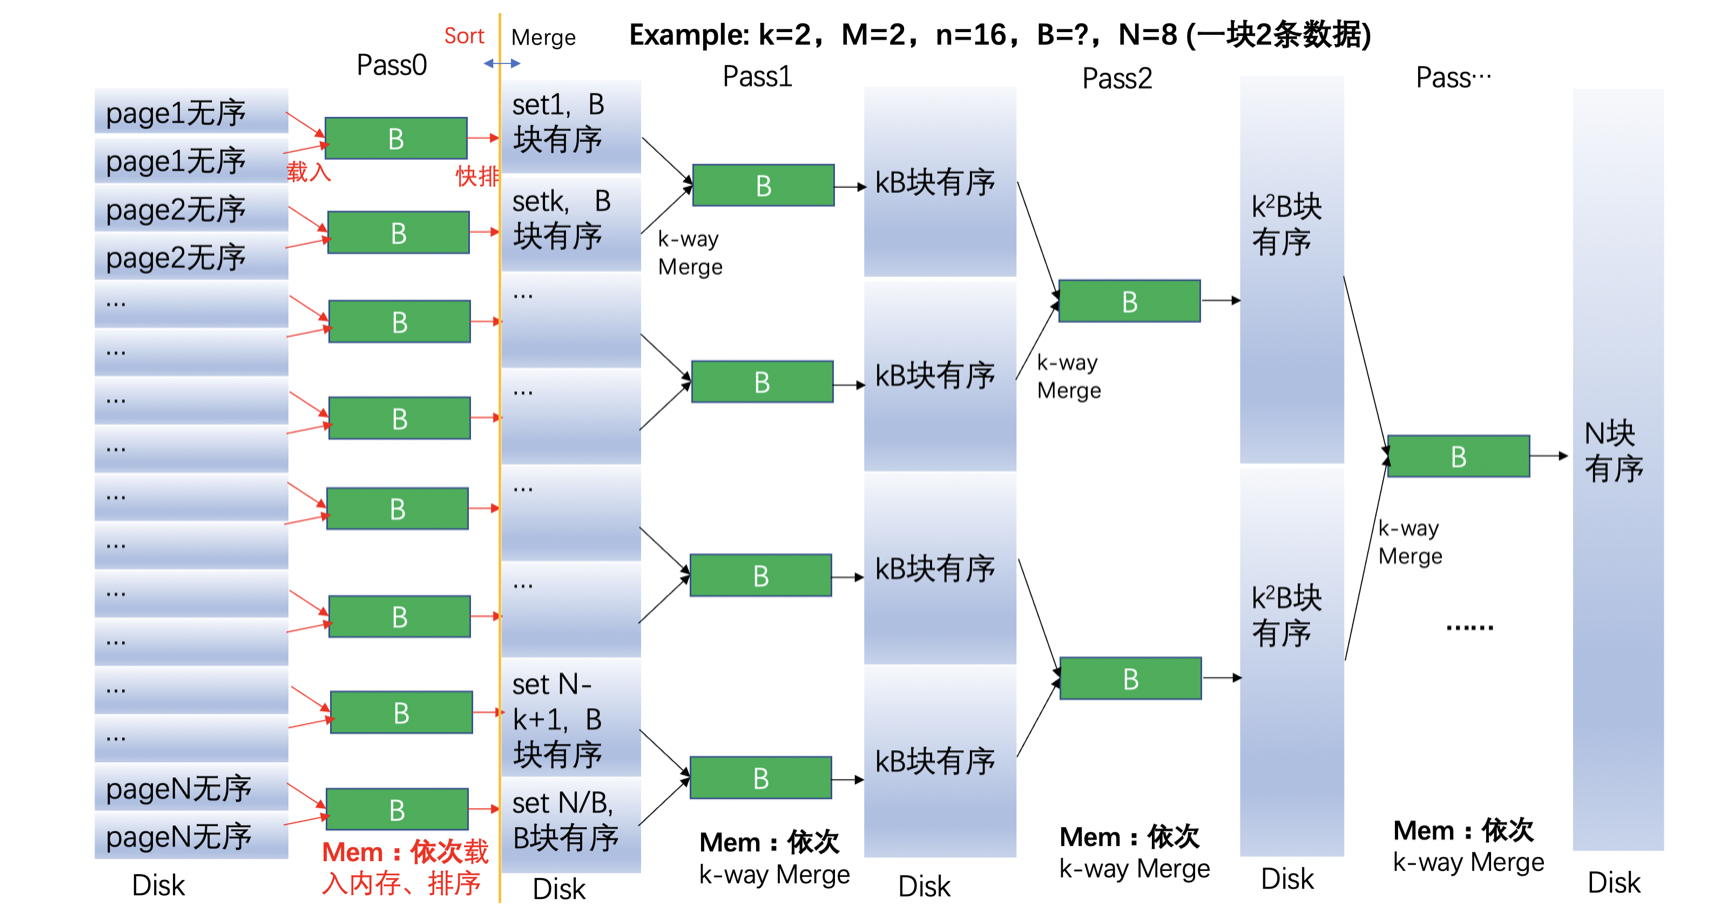 Example: k=2，M=2，n=16，B=?，N=8 (一块2条数据)
Sort
Merge
Pass0
Pass1
Pass2
Pass…
page1无序
page1无序
page2无序
page2无序
…
…
…
…
…
…
…
…
…
…
pageN无序
pageN无序
Disk
载入
快排
B
B
B
B
B
B
B
B
Mem：依次载
入内存、排序
set1，B
块有序
setk，B
块有序
…
…
…
…
set N-
k+1，B
块有序
set N/B,
B块有序
Disk
k-way
Merge
B
B
B
B
Mem：依次
k-way Merge
kB块有序
kB块有序
kB块有序
kB块有序
Disk
k-way
Merge
B
B
Mem：依次
k-way Merge
k²B块
有序
k²B块
有序
Disk
B
k-way
Merge
……
Mem：依次
k-way Merge
N块
有序
Disk